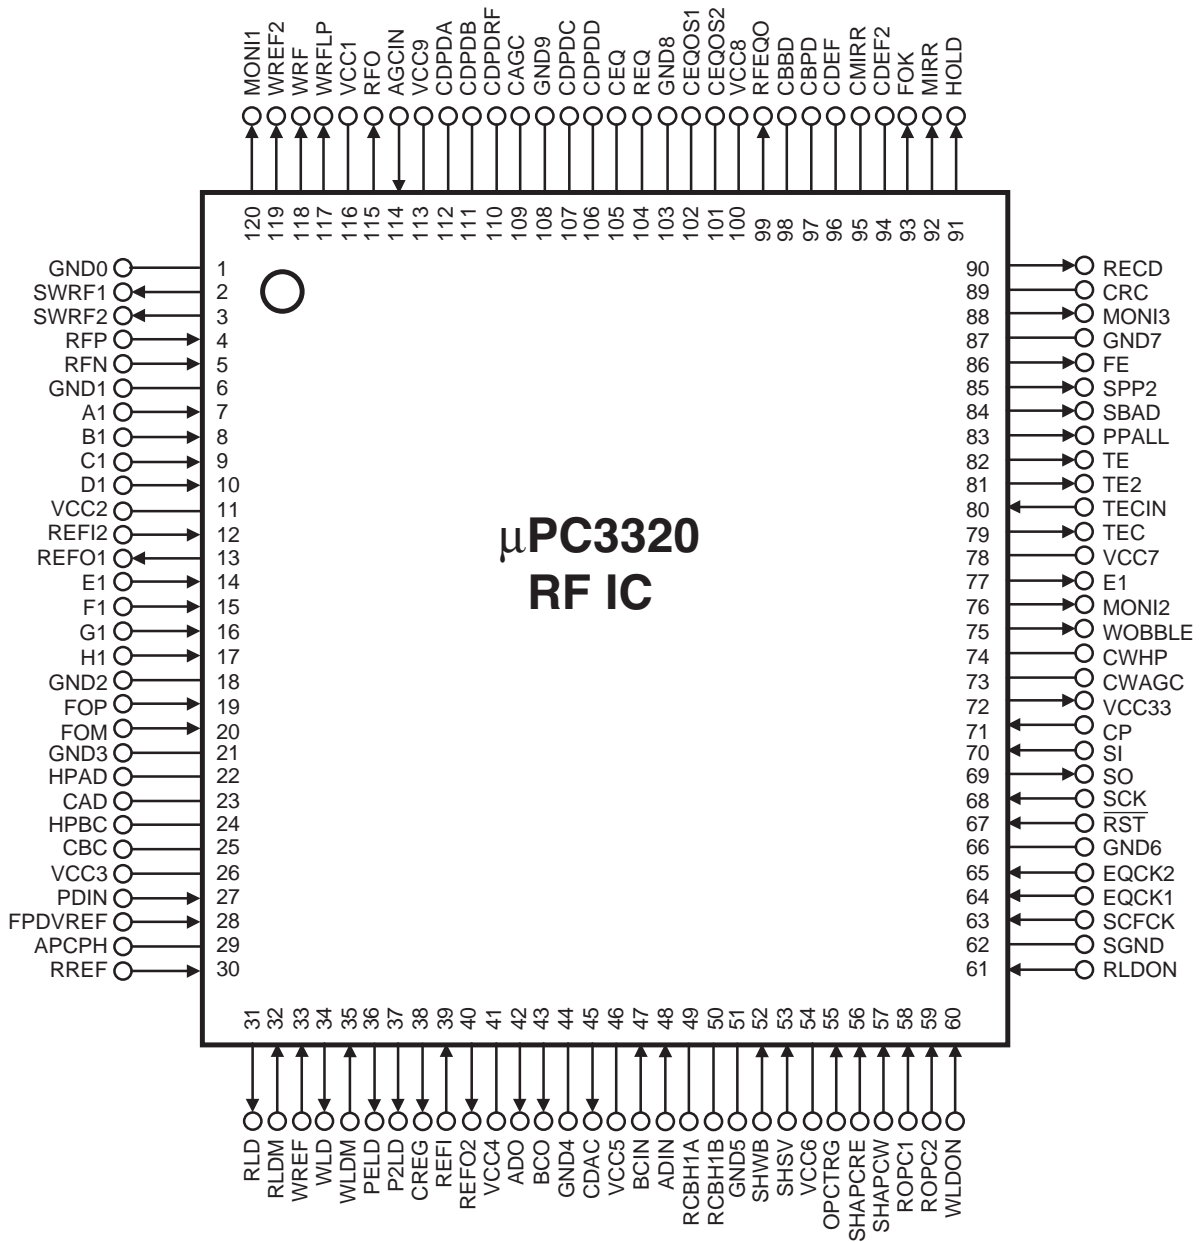 MONI1 WREF2 WRF WRFLP VCC1 RFO AGCIN VCC9 CDPDA CDPDB CDPDRF CAGC GND9 CDPDC CDPDD CEQ REQ GND8 CEQOS1 CEQOS2 VCC8 RFEQO CBBD CBPD CDEF CMIRR CDEF2 FOK MIRR HOLD
120 119 118 117 116 115 114 113 112 111 110 109 108 107 106 105 104 103 102 101 100 99 98 97 96 95 94 93 92 91
GND0 1 90 RECD
SWRF1 2 89 CRC
SWRF2 3 88 MONI3
RFP 4 87 GND7
RFN 5 86 FE
GND1 6 85 SPP2
A1 7 84 SBAD
B1 8 83 PPALL
C1 9 82 TE
D1 10 81 TE2
VCC2 11 80 TECIN
REFI2 12 79 TEC
REFO1 13 78 VCC7
E1 14 77 E1
F1 15 76 MONI2
G1 16 75 WOBBLE
H1 17 74 CWHP
GND2 18 73 CWAGC
FOP 19 72 VCC33
FOM 20 71 CP
GND3 21 70 SI
HPAD 22 69 SO
CAD 23 68 SCK
HPBC 24 67 RST
CBC 25 66 GND6
VCC3 26 65 EQCK2
PDIN 27 64 EQCK1
FPDVREF 28 63 SCFCK
APCPH 29 62 SGND
RREF 30 61 RLDON
μPC3320
RF IC
31 32 33 34 35 36 37 38 39 40 41 42 43 44 45 46 47 48 49 50 51 52 53 54 55 56 57 58 59 60
RLD RLDM WREF WLD WLDM PELD P2LD CREG REFI REFO2 VCC4 ADO BCO GND4 CDAC VCC5 BCIN ADIN RCBH1A RCBH1B GND5 SHWB SHSV VCC6 OPCTRG SHAPCRE SHAPCW ROPC1 ROPC2 WLDON